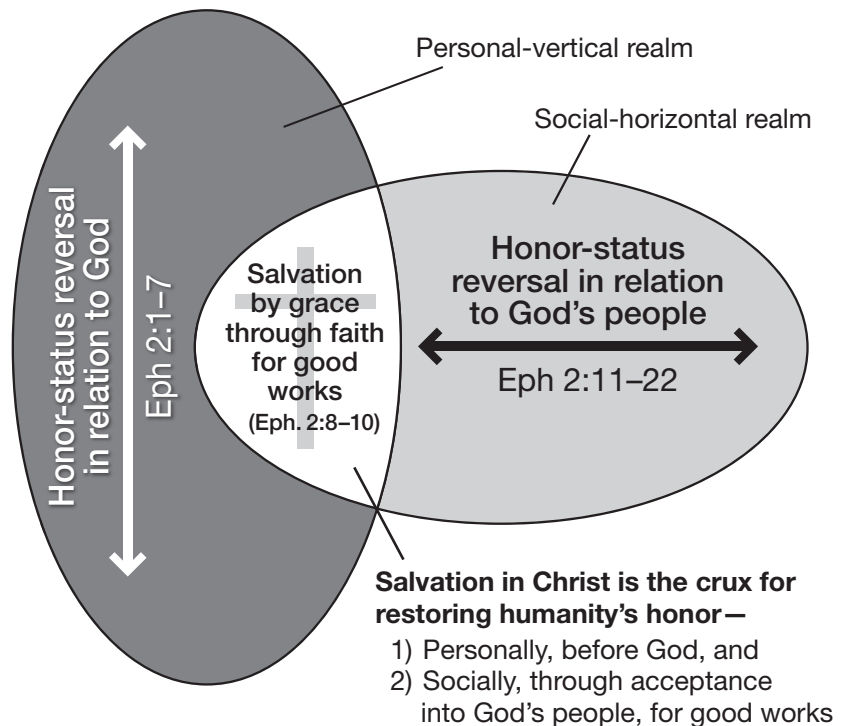 Personal-vertical realm
Social-horizontal realm
Honor-status reversal
in relation to God
Eph 2:1–7
Salvation
by grace
through faith
for good
works
(Eph. 2:8–10)
Honor-status
reversal in relation
to God’s people
Eph 2:11–22
Salvation in Christ is the crux for
restoring humanity’s honor—
1) Personally, before God, and
2) Socially, through acceptance
into God’s people, for good works